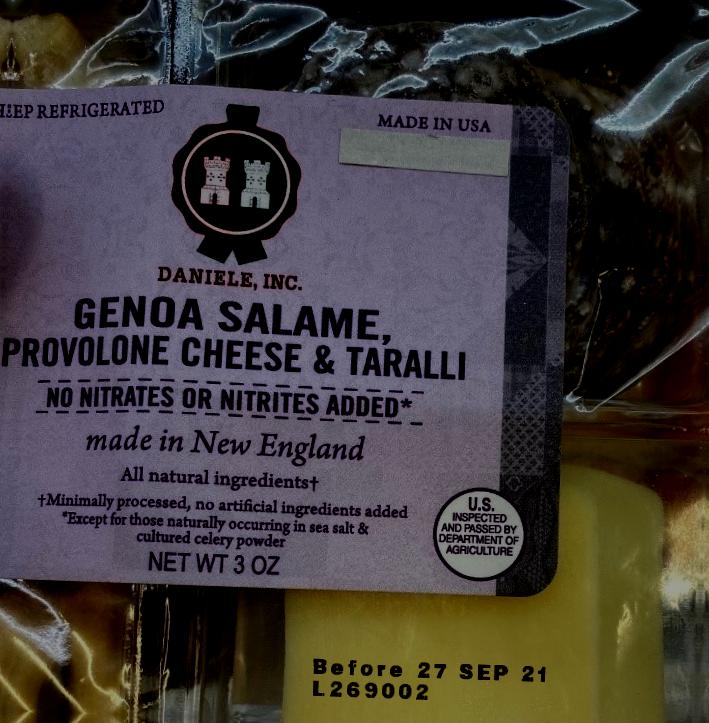 KEEP REFRIGERATED
MADE IN USA
DANIELE, INC.
GENOA SALAME,
PROVOLONE CHEESE & TARALLI
NO NITRATES OR NITRITES ADDED*
made in New England
All natural ingredients†
†Minimally processed, no artificial ingredients added
*Except for those naturally occurring in sea salt &
cultured celery powder
NET WT 3 OZ
U.S.
INSPECTED
AND PASSED BY
DEPARTMENT OF
AGRICULTURE
Before 27 SEP 21
L269002